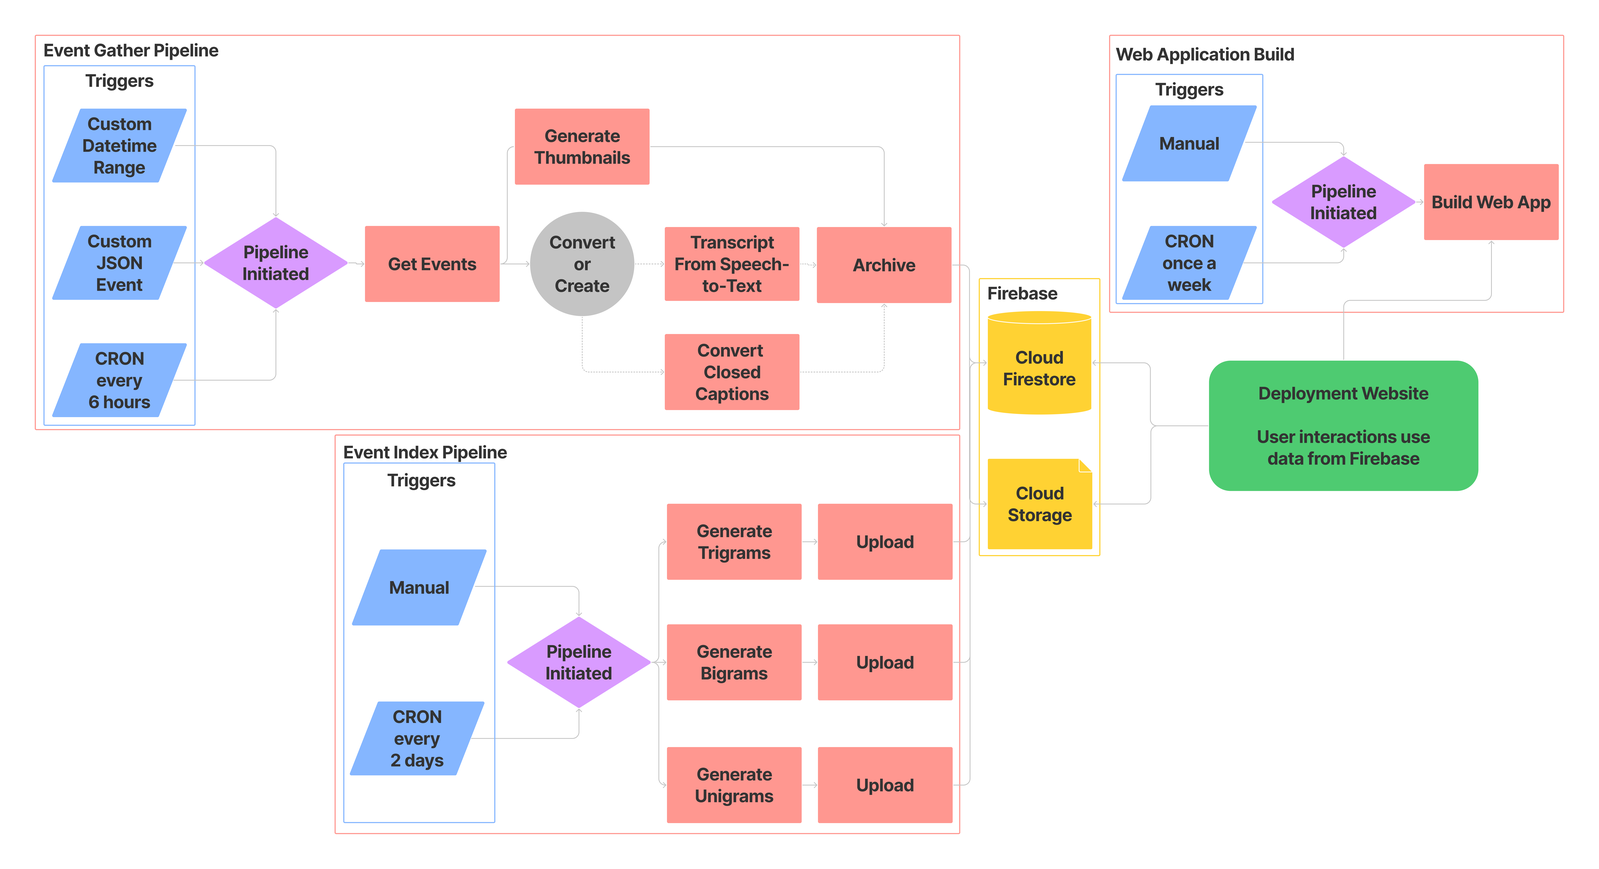 Event Gather Pipeline
Triggers
Custom
Datetime
Range
Custom
JSON
Event
CRON
every
6 hours
Pipeline
Initiated
Get Events
Generate
Thumbnails
Convert
or
Create
Transcript
From Speech-
to-Text
Convert
Closed
Captions
Archive
Event Index Pipeline
Triggers
Manual
CRON
every
2 days
Pipeline
Initiated
Generate
Trigrams
Upload
Generate
Bigrams
Upload
Generate
Unigrams
Upload
Firebase
Cloud
Firestore
Cloud
Storage
Web Application Build
Triggers
Manual
CRON
once a
week
Pipeline
Initiated
Build Web App
Deployment Website
User interactions use
data from Firebase